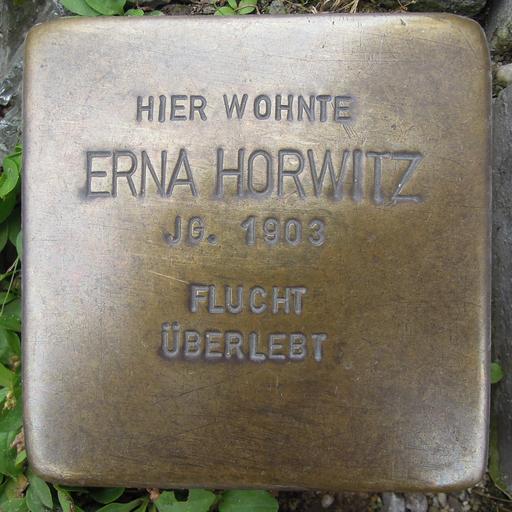 HIER WOHNTE
ERNA HORWITZ
JG. 1903
FLUCHT
ÜBERLEBT